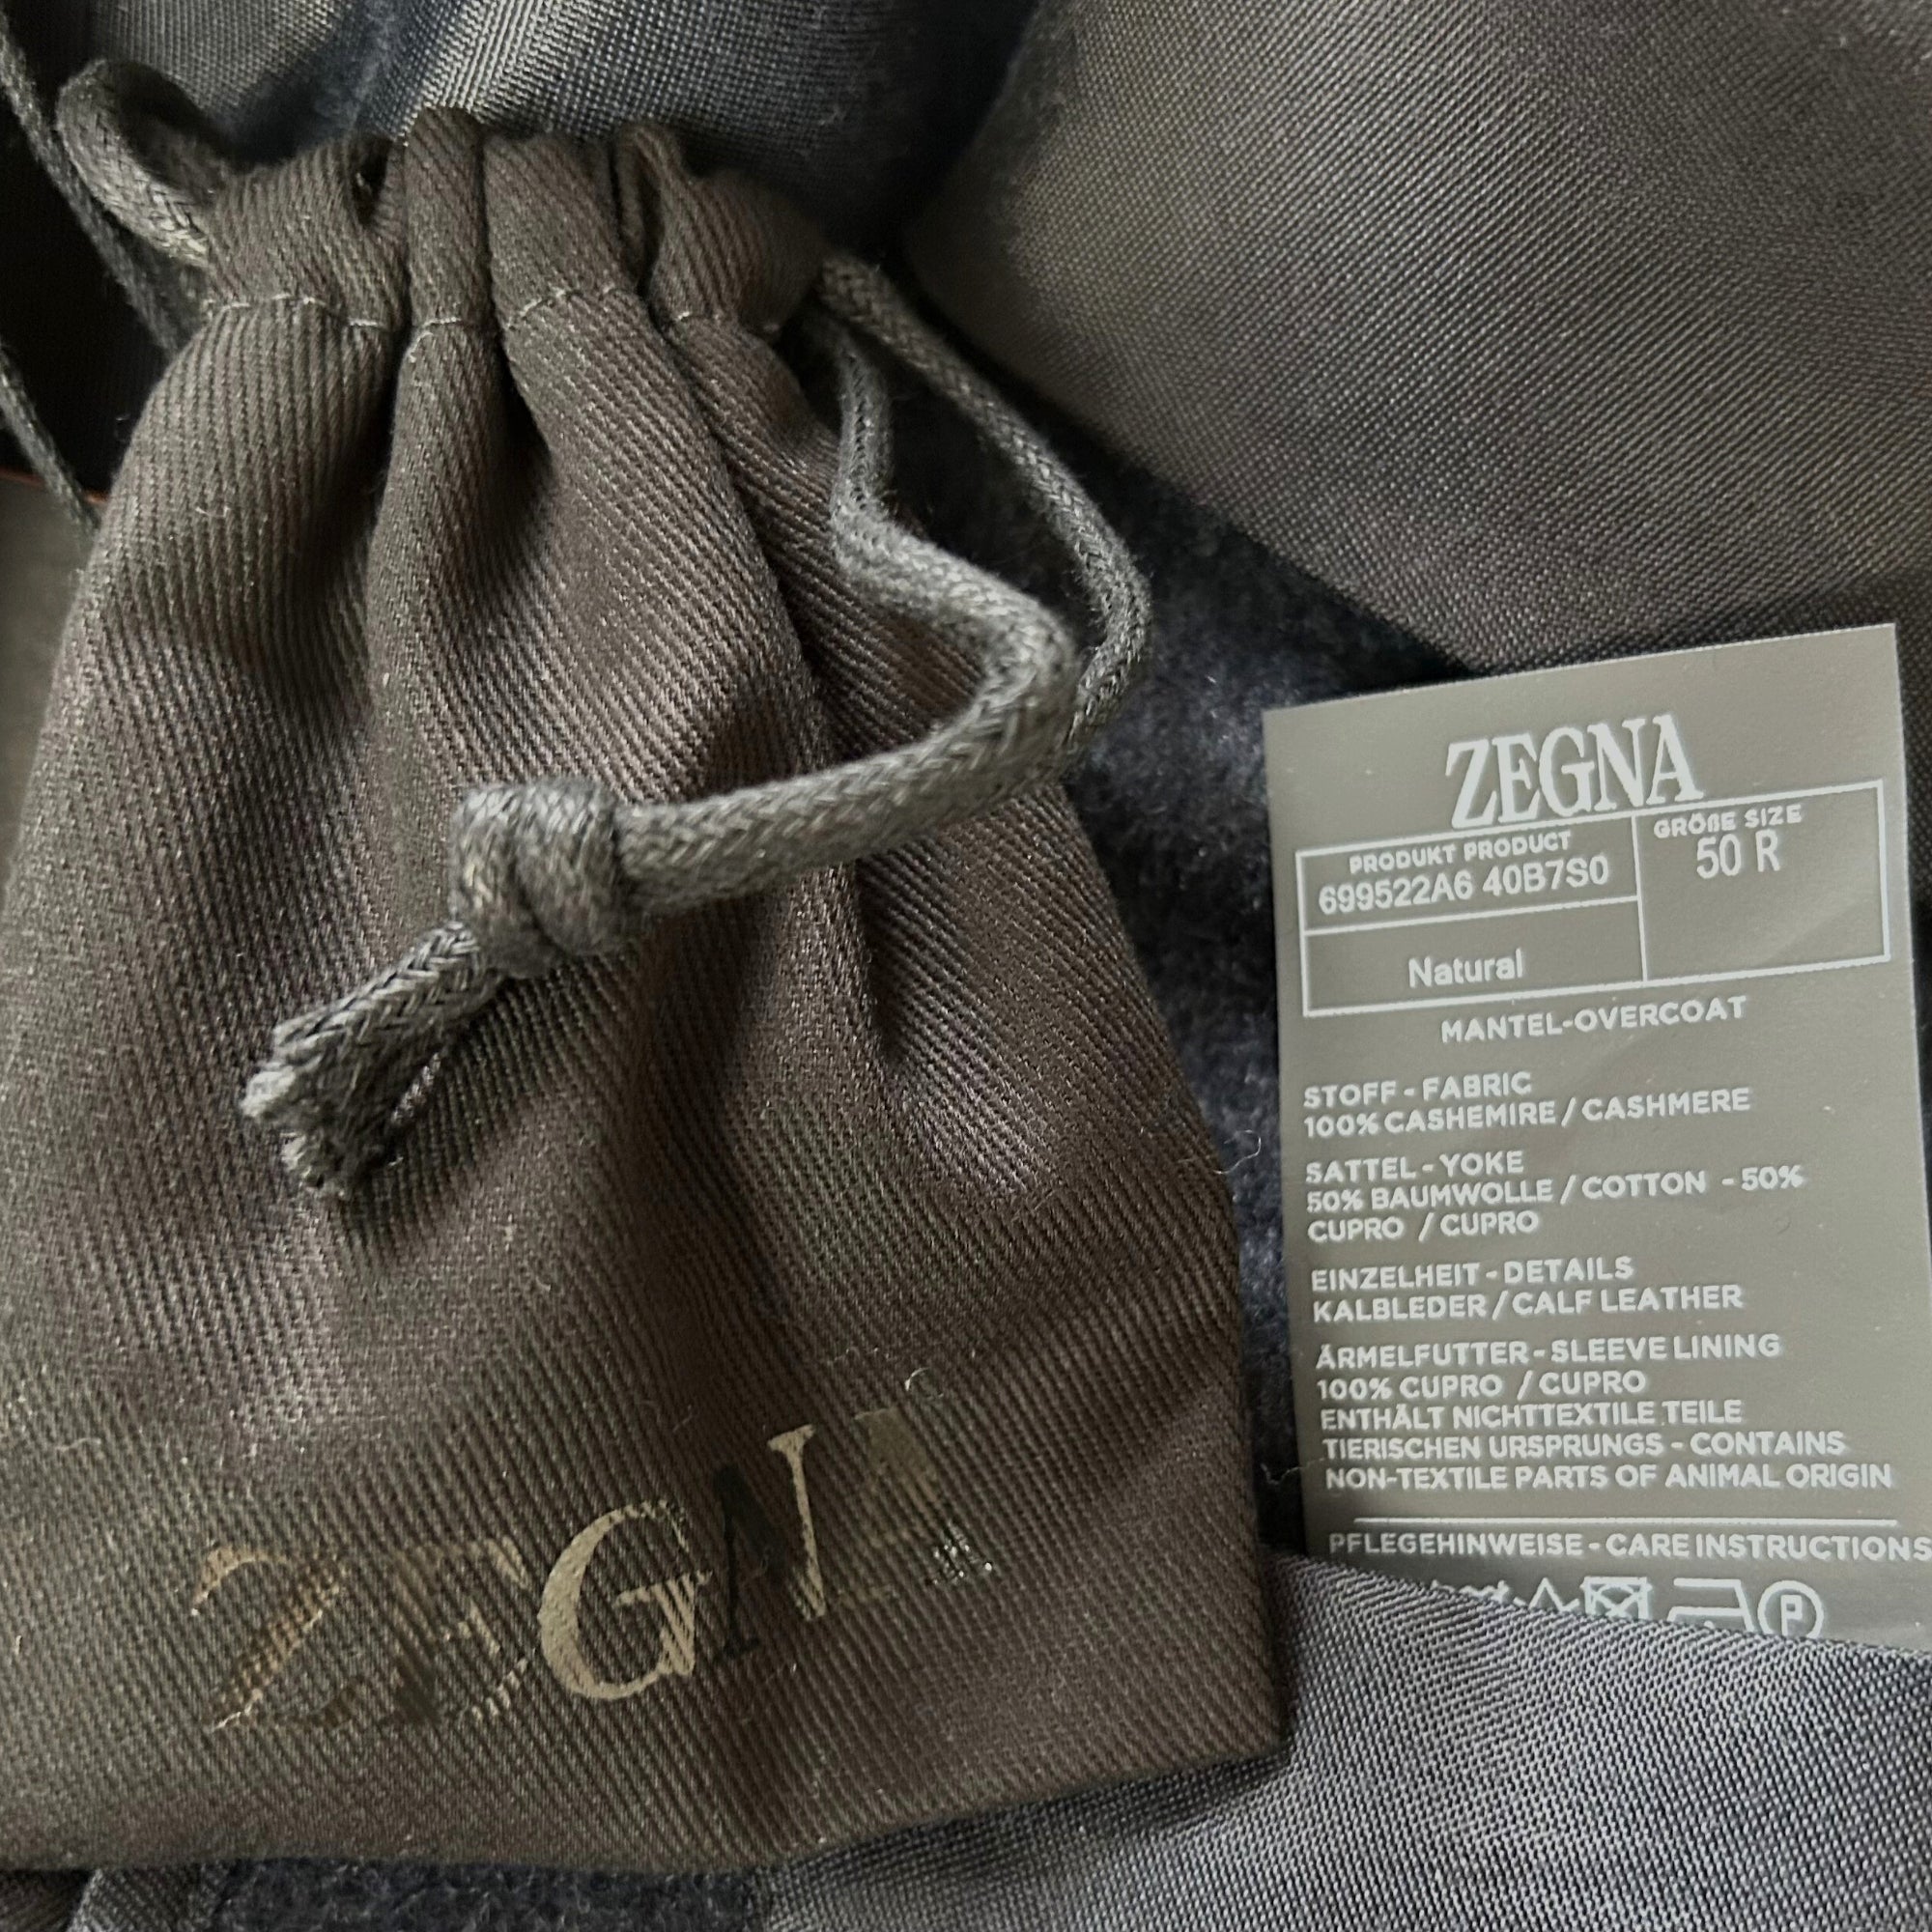 ZEGNA
ZEGNA
PRODUKT PRODUCT
699522A6 40B7S0
GRÖßE SIZE
50 R
Natural
MANTEL-OVERCOAT
STOFF - FABRIC
100% CASHEMIRE / CASHMERE
SATTEL - YOKE
50% BAUMWOLLE / COTTON - 50%
CUPRO / CUPRO
EINZELHEIT - DETAILS
KALBLEDER / CALF LEATHER
ÄRMELFUTTER - SLEEVE LINING
100% CUPRO / CUPRO
ENTHÄLT NICHTTEXTILE TEILE
TIERISCHEN URSPRUNGS - CONTAINS
NON-TEXTILE PARTS OF ANIMAL ORIGIN
PFLEGEHINWEISE - CARE INSTRUCTIONS
P